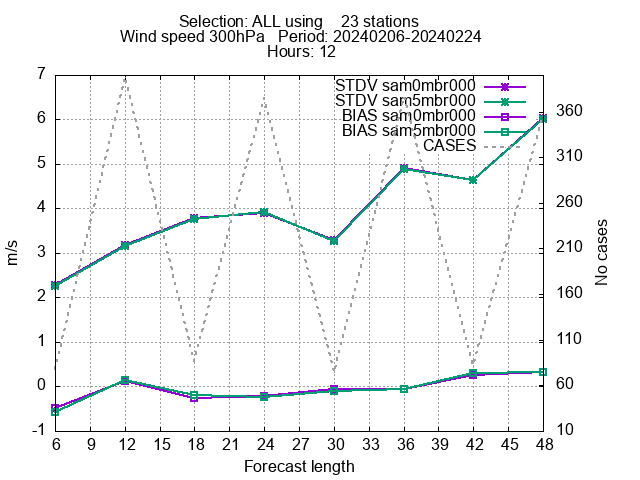 Selection: ALL using    23 stations
Wind speed 300hPa   Period: 20240206-20240224
Hours: 12
STDV sam0mbr000
STDV sam5mbr000
BIAS sam0mbr000
BIAS sam5mbr000
CASES
7
6
5
4
3
2
1
0
-1
m/s
360
310
260
210
160
110
60
10
No cases
6 9 12 15 18 21 24 27 30 33 36 39 42 45 48
Forecast length